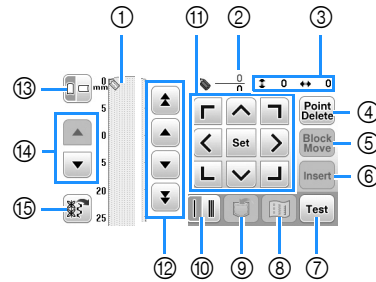 ① ② ③
⑪
0 mm
0
n
0
0
⑬
5
Point Delete
④
0
Set
Block Move
⑤
⑭
5
Insert
⑥
20
⑮
25
Test
⑫ ⑩ ⑨ ⑧ ⑦